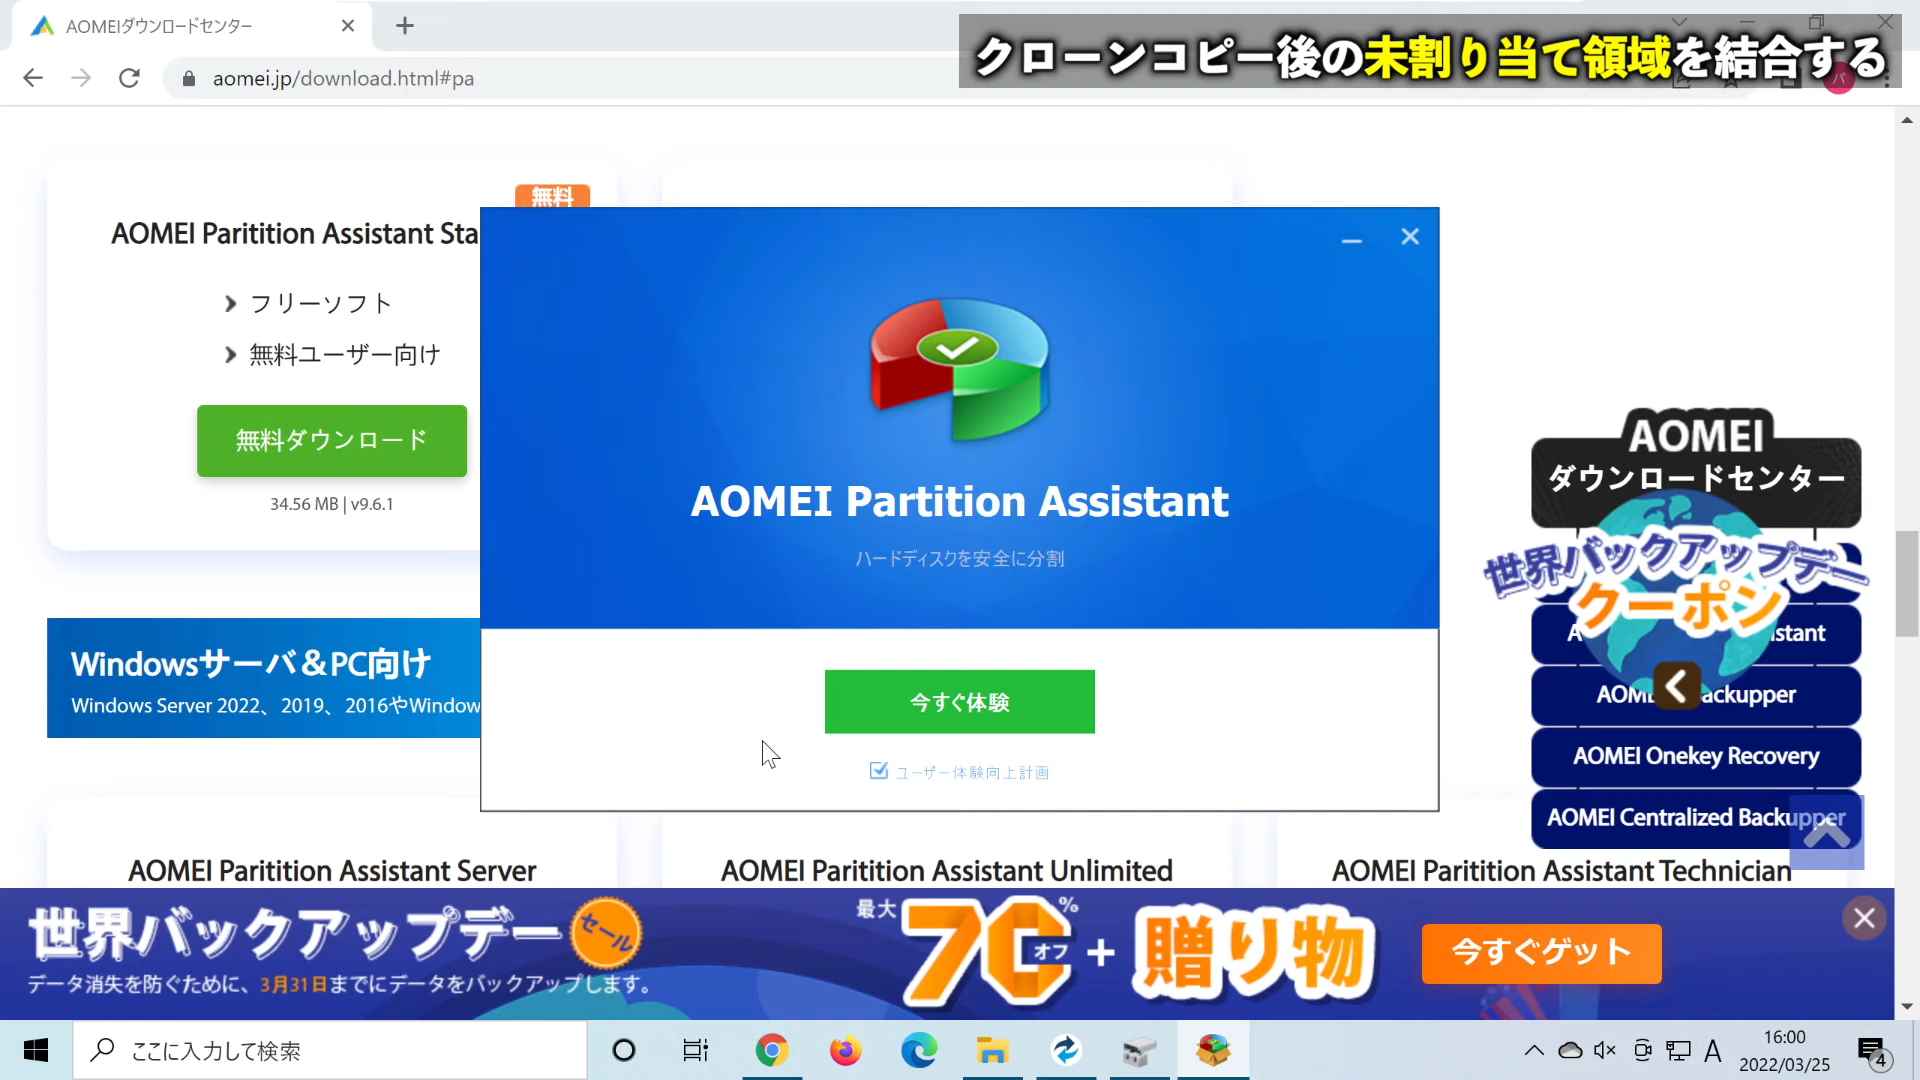 AOMEIダウンロードセンター
クローンコピー後の未割り当て領域を結合する
aomei.jp/download.html#pa
パ
無料
AOMEI Paritition Assistant Sta
フリーソフト
無料ユーザー向け
無料ダウンロード
34.56 MB | v9.6.1
AOMEI Partition Assistant
ハードディスクを安全に分割
今すぐ体験
ユーザー体験向上計画
AOMEI
ダウンロードセンター
世界バックアップデー
クーポン
A
istant
AOME
ackupper
AOMEI Onekey Recovery
AOMEI Centralized Backupper
Windowsサーバ＆PC向け
Windows Server 2022、2019、2016やWindow
AOMEI Paritition Assistant Server
AOMEI Paritition Assistant Unlimited
AOMEI Paritition Assistant Technician
世界バックアップデー
セール
データ消失を防ぐために、3月31日までにデータをバックアップします。
最大
70
%
オフ
+
贈り物
今すぐゲット
ここに入力して検索
A
16:00
2022/03/25
4